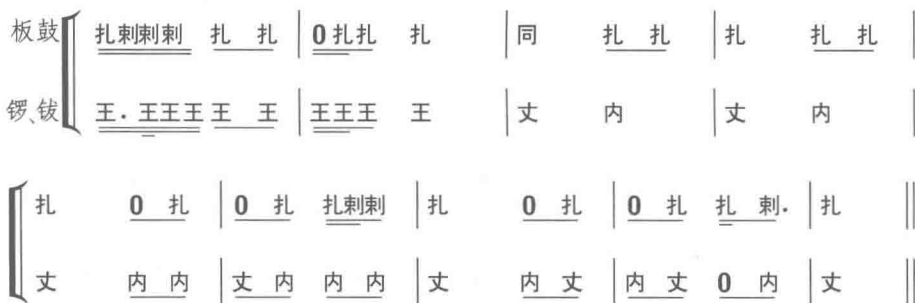 板鼓 扎剌剌剌 扎 扎 | 0 扎扎 扎 | 同 扎 扎 | 扎 扎 扎 |
锣、钹 王. 王王王 王 王 | 王王王 王 | 丈 内 | 丈 内 |
扎 0 扎 | 0 扎 扎剌剌 | 扎 0 扎 | 0 扎 扎 剌. | 扎 ‖
丈 内 内 | 丈 内 内 内 | 丈 内 丈 | 内 丈 0 内 | 丈 ‖